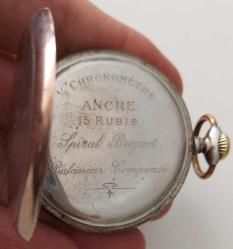 ½ CHRONOMÈTRE
ANCRE
15 RUBIS
Spiral Breguet
Balancier Compensé